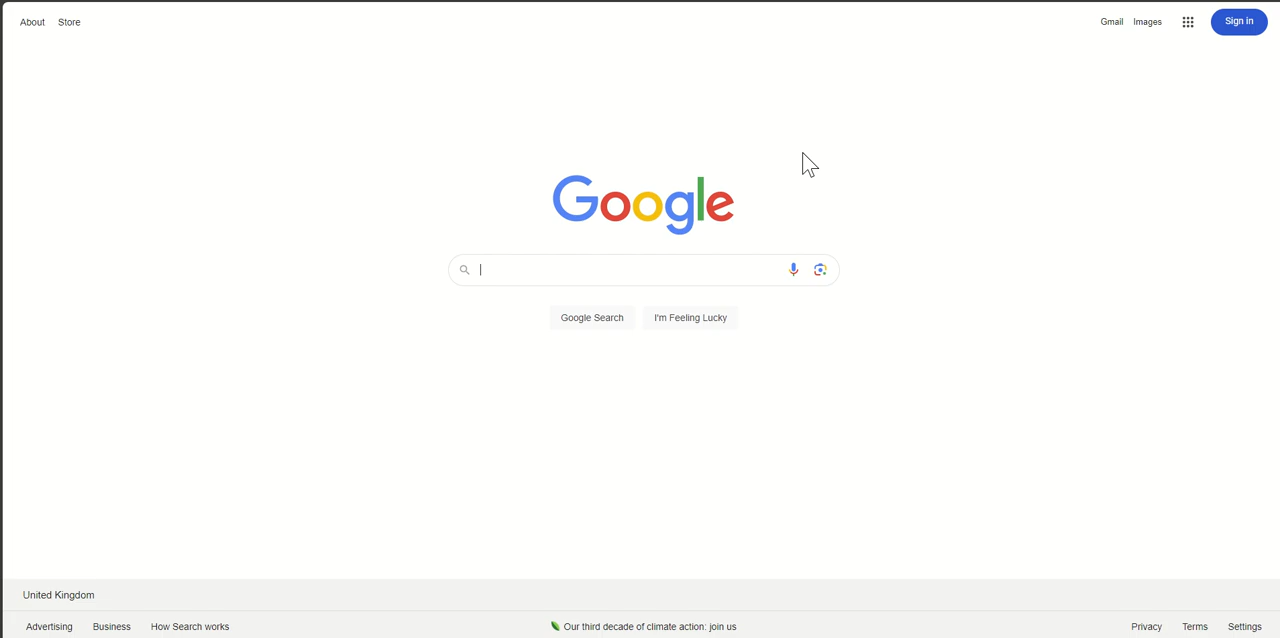 About Store
Gmail Images Sign in
Google
Google Search I'm Feeling Lucky
United Kingdom
Advertising Business How Search works
Our third decade of climate action: join us
Privacy Terms Settings